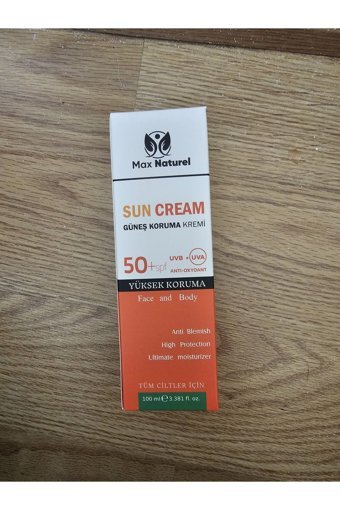 Max Naturel
SUN CREAM
GÜNEŞ KORUMA KREMİ
50+spf UVB + UVA
ANTI-OXYDANT
YÜKSEK KORUMA
Face and Body
Anti Blemish
High Protection
Ultimate moisturizer
TÜM CİLTLER İÇİN
100 ml ℮ 3.381 fl. oz.